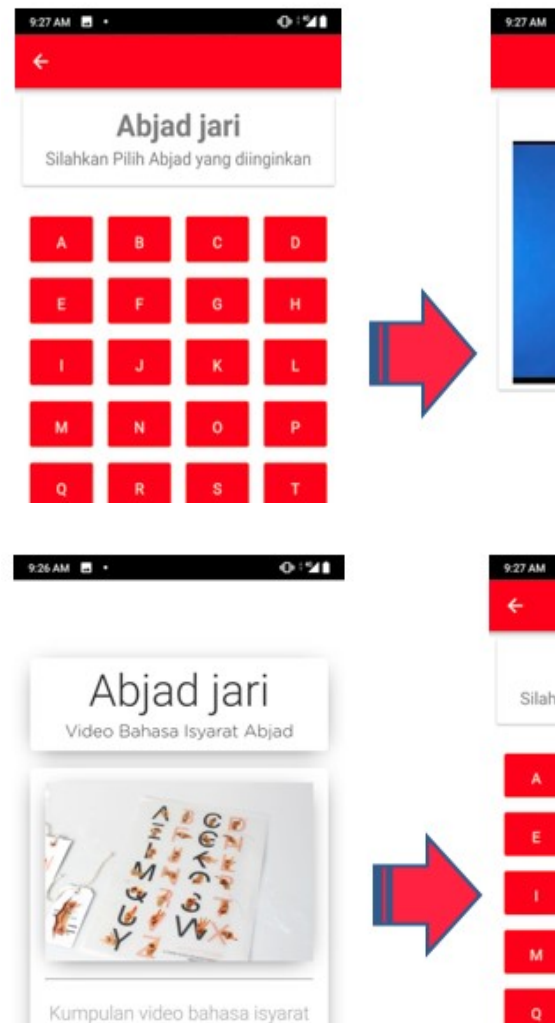 9:27 AM
9:27 AM
Abjad jari
Silahkan Pilih Abjad yang diinginkan
A B C D
E F G H
I J K L
M N O P
Q R S T
9:26 AM
9:27 AM
Abjad jari
Video Bahasa Isyarat Abjad
Silah
A
E
I
M
Q
Kumpulan video bahasa isyarat